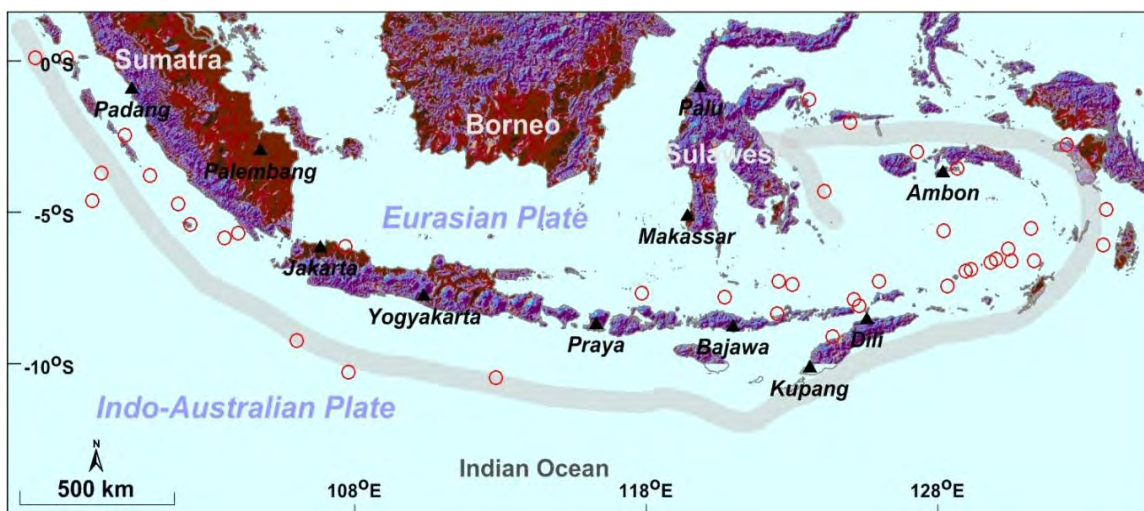 Sumatra
0°S
Padang
Palu
Borneo
Sulawes
Palembang
Ambon
-5°S
Eurasian Plate
Makassar
Jakarta
Yogyakarta
Praya
Bajawa
Dili
-10°S
Kupang
Indo-Australian Plate
N
Indian Ocean
500 km
108°E
118°E
128°E